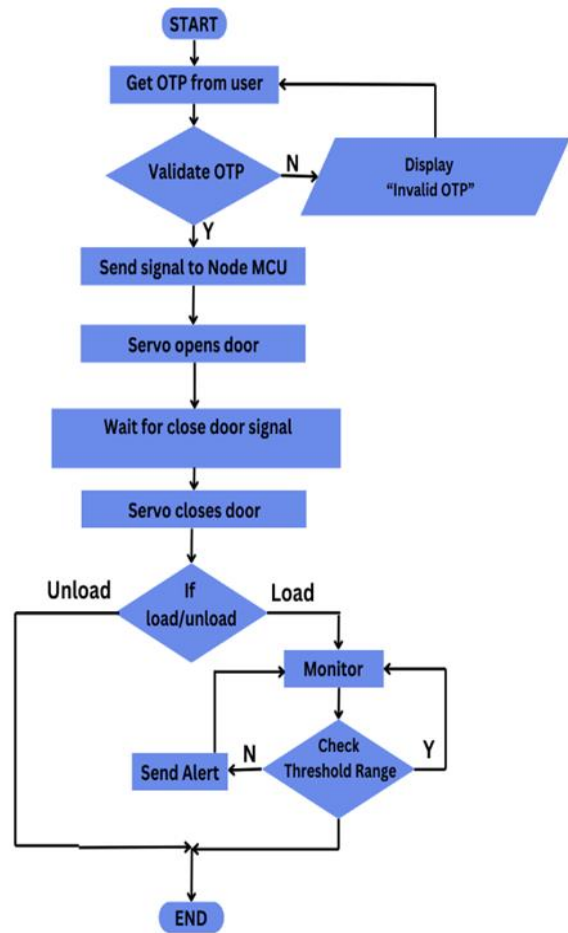 START
Get OTP from user
Validate OTP
N
Display
“Invalid OTP”
Y
Send signal to Node MCU
Servo opens door
Wait for close door signal
Servo closes door
Unload
If
load/unload
Load
Monitor
Check
Threshold Range
N
Y
Send Alert
END